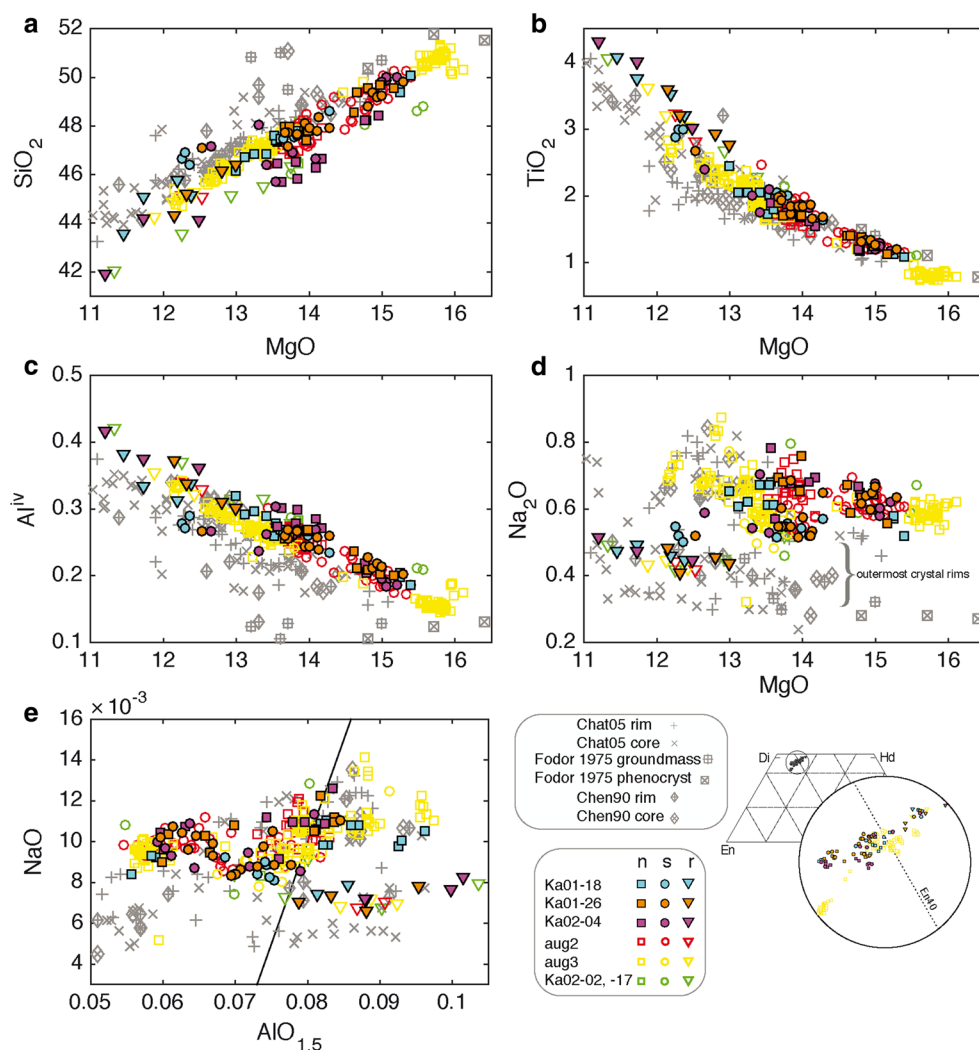 a
52
50
48
46
44
42
SiO2
11 12 13 14 15 16
MgO
b
4
3
2
1
TiO2
11 12 13 14 15 16
MgO
c
0.5
0.4
0.3
0.2
0.1
Al iv
11 12 13 14 15 16
d
1
0.8
0.6
0.4
0.2
Na2O
outermost crystal rims
11 12 13 14 15 16
MgO
e
× 10 -3
16
14
12
10
8
6
4
NaO
0.05 0.06 0.07 0.08 0.09 0.1
AlO1.5
Chat05 rim
Chat05 core
Fodor 1975 groundmass
Fodor 1975 phenocryst
Chen90 rim
Chen90 core
n s r
Ka01-18
Ka01-26
Ka02-04
aug2
aug3
Ka02-02, -17
Di Hd
En
En40